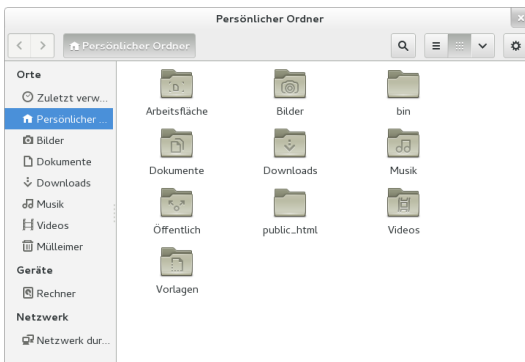 Persönlicher Ordner
Persönlicher Ordner
Orte
Zuletzt verw...
Persönlicher ...
Bilder
Dokumente
Downloads
Musik
Videos
Mülleimer
Geräte
Rechner
Netzwerk
Netzwerk dur...
Arbeitsfläche Bilder bin
Dokumente Downloads Musik
Öffentlich public_html Videos
Vorlagen